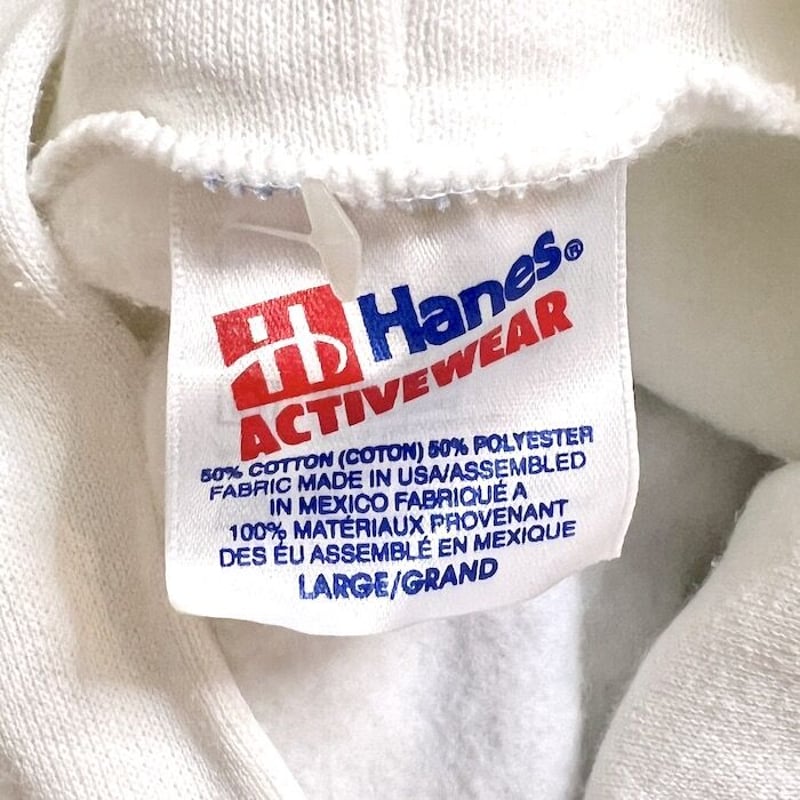 Hanes®
ACTIVEWEAR
50% COTTON (COTON) 50% POLYESTER
FABRIC MADE IN USA/ASSEMBLED
IN MEXICO FABRIQUÉ A
100% MATÉRIAUX PROVENANT
DES ÉU ASSEMBLÉ EN MEXIQUE
LARGE/GRAND